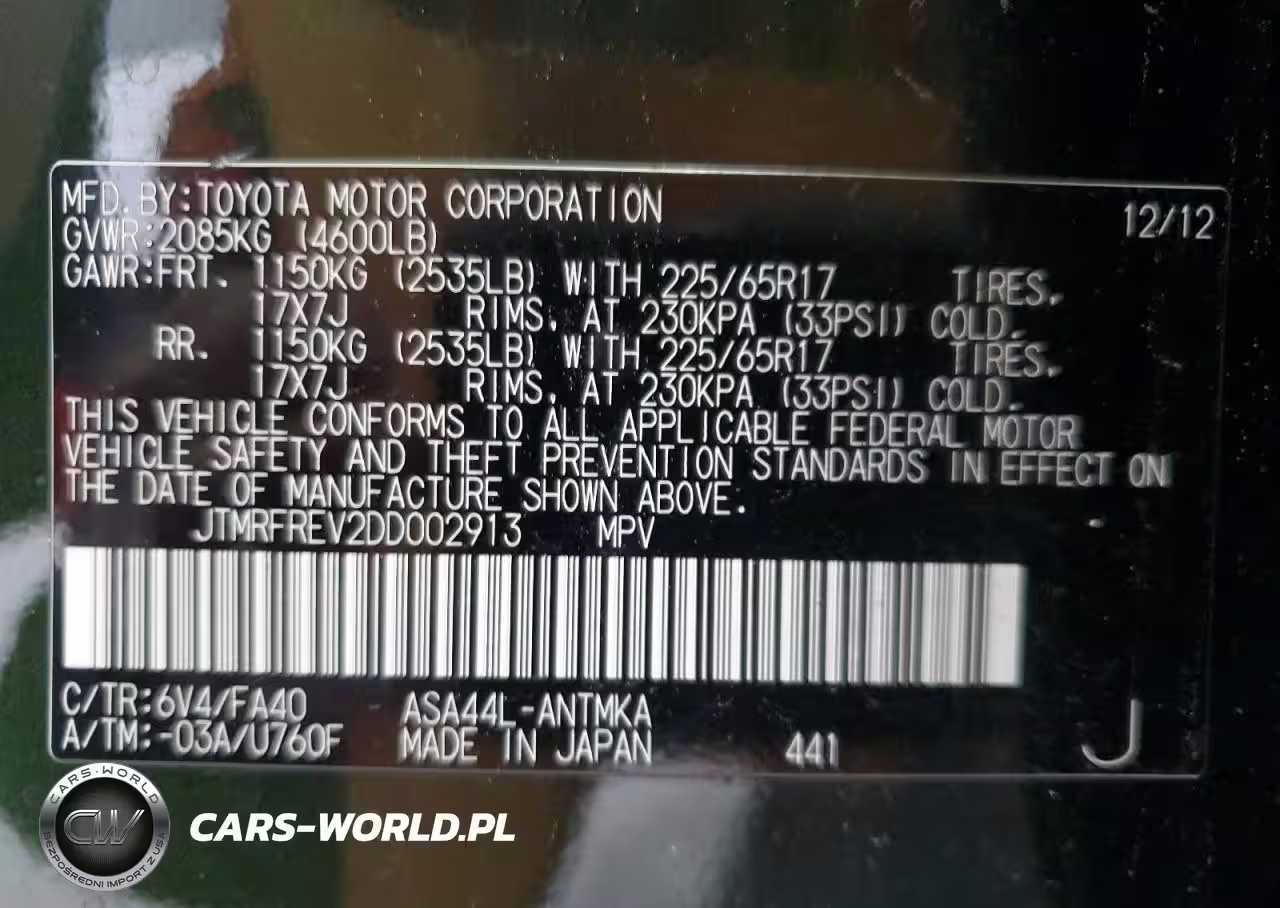 MFD. BY: TOYOTA MOTOR CORPORATION 12/12
GVWR:2085KG (4600LB)
GAWR:FRT. 1150KG (2535LB) WITH 225/65R17 TIRES.
17X7J RIMS, AT 230KPA (33PSI) COLD.
RR. 1150KG (2535LB) WITH 225/65R17 TIRES.
17X7J RIMS, AT 230KPA (33PSI) COLD.
THIS VEHICLE CONFORMS TO ALL APPLICABLE FEDERAL MOTOR
VEHICLE SAFETY AND THEFT PREVENTION STANDARDS IN EFFECT ON
THE DATE OF MANUFACTURE SHOWN ABOVE.
JTMRFREV2DD002913 MPV
C/TR:6V4/FA40 ASA44L-ANTMKA
A/TM:-03A/U760F MADE IN JAPAN 441 J
CARS-WORLD
CW
BEZPOŚREDNI IMPORT Z USA
CARS-WORLD.PL